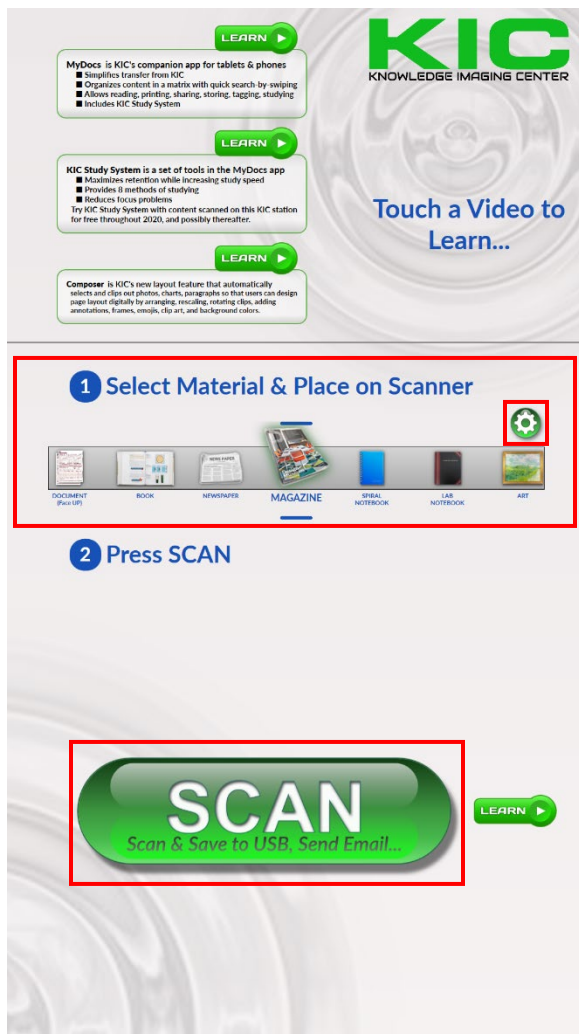 LEARN
MyDocs is KIC's companion app for tablets & phones
■ Simplifies transfer from KIC
■ Organizes content in a matrix with quick search-by-swiping
■ Allows reading, printing, sharing, storing, tagging, studying
■ Includes KIC Study System
KIC
KNOWLEDGE IMAGING CENTER
LEARN
KIC Study System is a set of tools in the MyDocs app
■ Maximizes retention while increasing study speed
■ Provides 8 methods of studying
■ Reduces focus problems
Try KIC Study System with content scanned on this KIC station
for free throughout 2020, and possibly thereafter.
Touch a Video to
Learn...
LEARN
Composer is KIC's new layout feature that automatically
selects and clips out photos, charts, paragraphs so that users can design
page layout digitally by arranging, rescaling, rotating clips, adding
annotations, frames, emojis, clip art, and background colors.
1 Select Material & Place on Scanner
NEWS PAPER
DOCUMENT
(Face UP)
BOOK
NEWSPAPER
MAGAZINE
SPIRAL
NOTEBOOK
LAB
NOTEBOOK
ART
2 Press SCAN
SCAN
Scan & Save to USB, Send Email...
LEARN